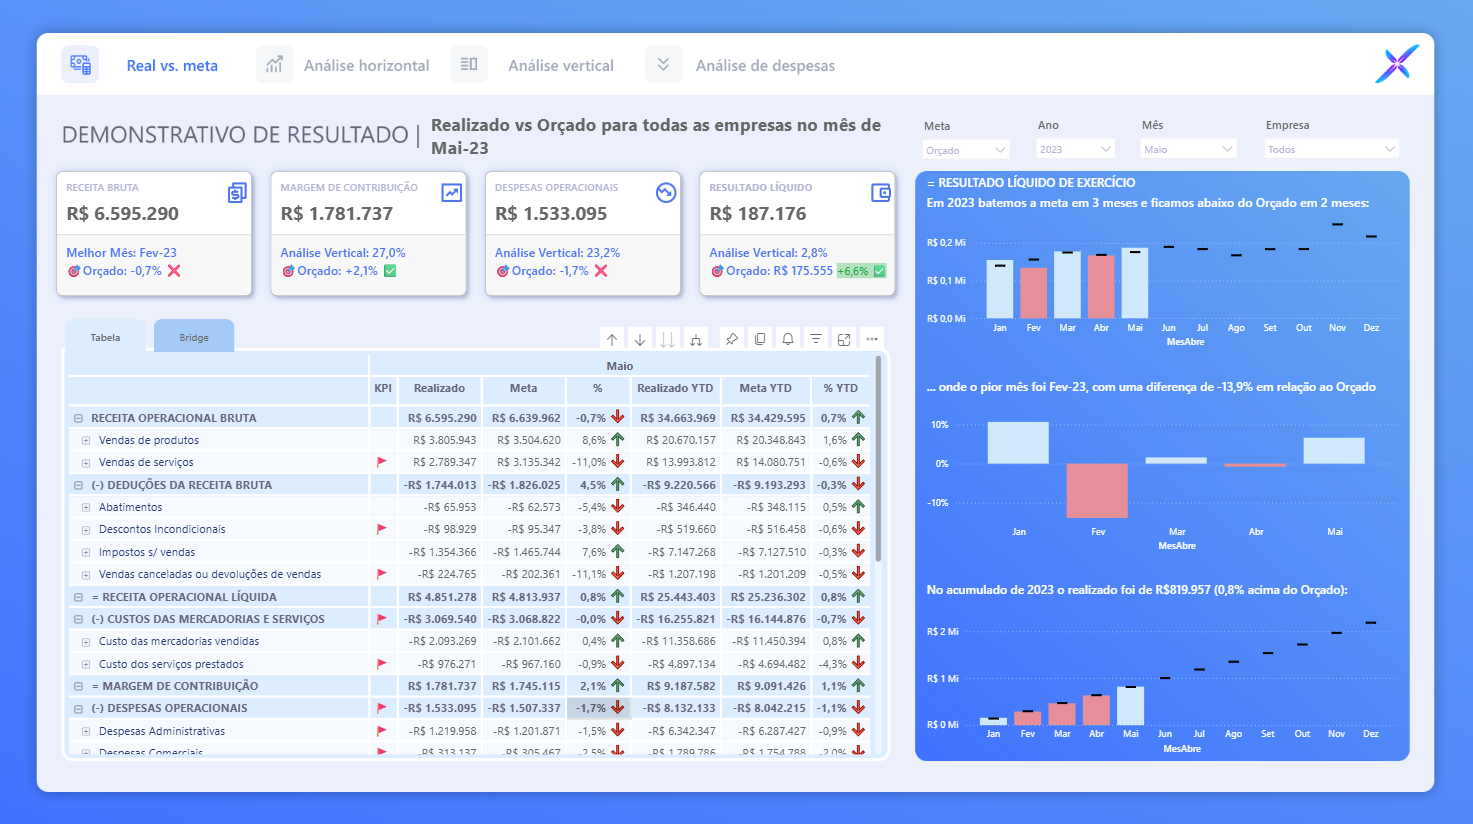 Real vs. meta
Análise horizontal
Análise vertical
Análise de despesas
DEMONSTRATIVO DE RESULTADO |
Realizado vs Orçado para todas as empresas no mês de
Mai-23
Meta Ano Mês Empresa
Orçado 2023 Maio Todos
RECEITA BRUTA
R$ 6.595.290
Melhor Mês: Fev-23
🎯Orçado: -0,7% ❌
MARGEM DE CONTRIBUIÇÃO
R$ 1.781.737
Análise Vertical: 27,0%
🎯Orçado: +2,1% ✅
DESPESAS OPERACIONAIS
R$ 1.533.095
Análise Vertical: 23,2%
🎯Orçado: -1,7% ❌
RESULTADO LÍQUIDO
R$ 187.176
Análise Vertical: 2,8%
🎯Orçado: R$ 175.555 +6,6% ✅
Tabela
Bridge
Maio
KPI Realizado Meta % Realizado YTD Meta YTD % YTD
RECEITA OPERACIONAL BRUTA R$ 6.595.290 R$ 6.639.962 -0,7% R$ 34.663.969 R$ 34.429.595 0,7%
Vendas de produtos R$ 3.805.943 R$ 3.504.620 8,6% R$ 20.670.157 R$ 20.348.843 1,6%
Vendas de serviços R$ 2.789.347 R$ 3.135.342 -11,0% R$ 13.993.812 R$ 14.080.751 -0,6%
(-) DEDUÇÕES DA RECEITA BRUTA -R$ 1.744.013 -R$ 1.826.025 4,5% -R$ 9.220.566 -R$ 9.193.293 -0,3%
Abatimentos -R$ 65.953 -R$ 62.573 -5,4% -R$ 346.440 -R$ 348.115 0,5%
Descontos Incondicionais -R$ 98.929 -R$ 95.347 -3,8% -R$ 519.660 -R$ 516.458 -0,6%
Impostos s/ vendas -R$ 1.354.366 -R$ 1.465.744 7,6% -R$ 7.147.268 -R$ 7.127.510 -0,3%
Vendas canceladas ou devoluções de vendas -R$ 224.765 -R$ 202.361 -11,1% -R$ 1.207.198 -R$ 1.201.209 -0,5%
= RECEITA OPERACIONAL LÍQUIDA R$ 4.851.278 R$ 4.813.937 0,8% R$ 25.443.403 R$ 25.236.302 0,8%
(-) CUSTOS DAS MERCADORIAS E SERVIÇOS -R$ 3.069.540 -R$ 3.068.822 -0,0% -R$ 16.255.821 -R$ 16.144.876 -0,7%
Custo das mercadorias vendidas -R$ 2.093.269 -R$ 2.101.662 0,4% -R$ 11.358.686 -R$ 11.450.394 0,8%
Custo dos serviços prestados -R$ 976.271 -R$ 967.160 -0,9% -R$ 4.897.134 -R$ 4.694.482 -4,3%
= MARGEM DE CONTRIBUIÇÃO R$ 1.781.737 R$ 1.745.115 2,1% R$ 9.187.582 R$ 9.091.426 1,1%
(-) DESPESAS OPERACIONAIS -R$ 1.533.095 -R$ 1.507.337 -1,7% -R$ 8.132.133 -R$ 8.042.215 -1,1%
Despesas Administrativas -R$ 1.219.958 -R$ 1.201.871 -1,5% -R$ 6.342.347 -R$ 6.287.427 -0,9%
Despesas Comerciais -R$ 313.137 -R$ 305.467 -2,5% -R$ 1.789.786 -R$ 1.754.788 -2,0%
= RESULTADO LÍQUIDO DE EXERCÍCIO
Em 2023 batemos a meta em 3 meses e ficamos abaixo do Orçado em 2 meses:
R$ 0,2 Mi
R$ 0,1 Mi
R$ 0,0 Mi
Jan Fev Mar Abr Mai Jun Jul Ago Set Out Nov Dez
MesAbre
... onde o pior mês foi Fev-23, com uma diferença de -13,9% em relação ao Orçado
10%
0%
-10%
Jan Fev Mar Abr Mai
MesAbre
No acumulado de 2023 o realizado foi de R$819.957 (0,8% acima do Orçado):
R$ 2 Mi
R$ 1 Mi
R$ 0 Mi
Jan Fev Mar Abr Mai Jun Jul Ago Set Out Nov Dez
MesAbre